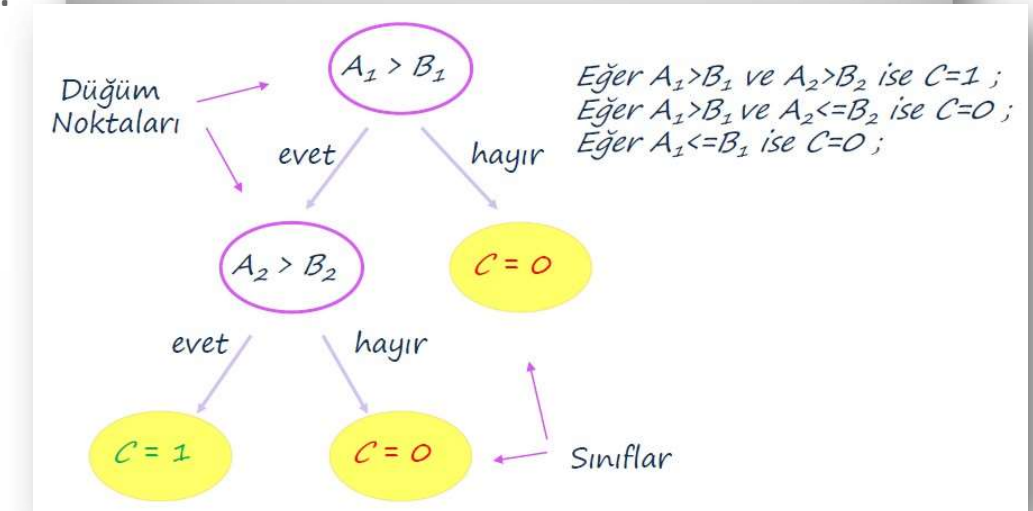 A₁ > B₁
Düğüm
Noktaları
Eğer A₁>B₁ ve A₂>B₂ ise C=1 ;
Eğer A₁>B₁ ve A₂<=B₂ ise C=0 ;
Eğer A₁<=B₁ ise C=0 ;
evet
hayır
A₂ > B₂
C = 0
evet
hayır
C = 1
C = 0
Sınıflar